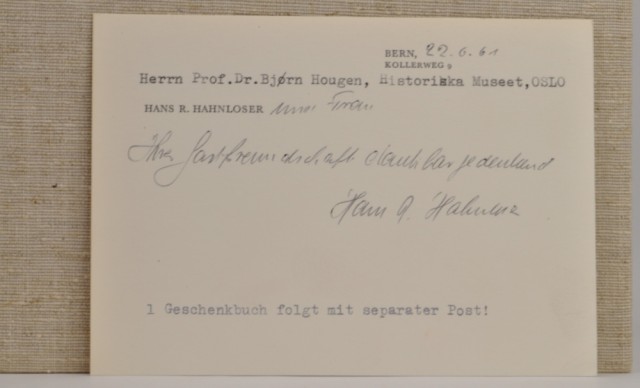 BERN, 22.6.61
KOLLERWEG 9
Herrn Prof.Dr.Bjørn Hougen, Historiska Museet,OSLO
HANS R. HAHNLOSER und Frau
Ihre Gastfreundschaft dankbar gedenkend
Hans R. Hahnloser
1 Geschenkbuch folgt mit separater Post!